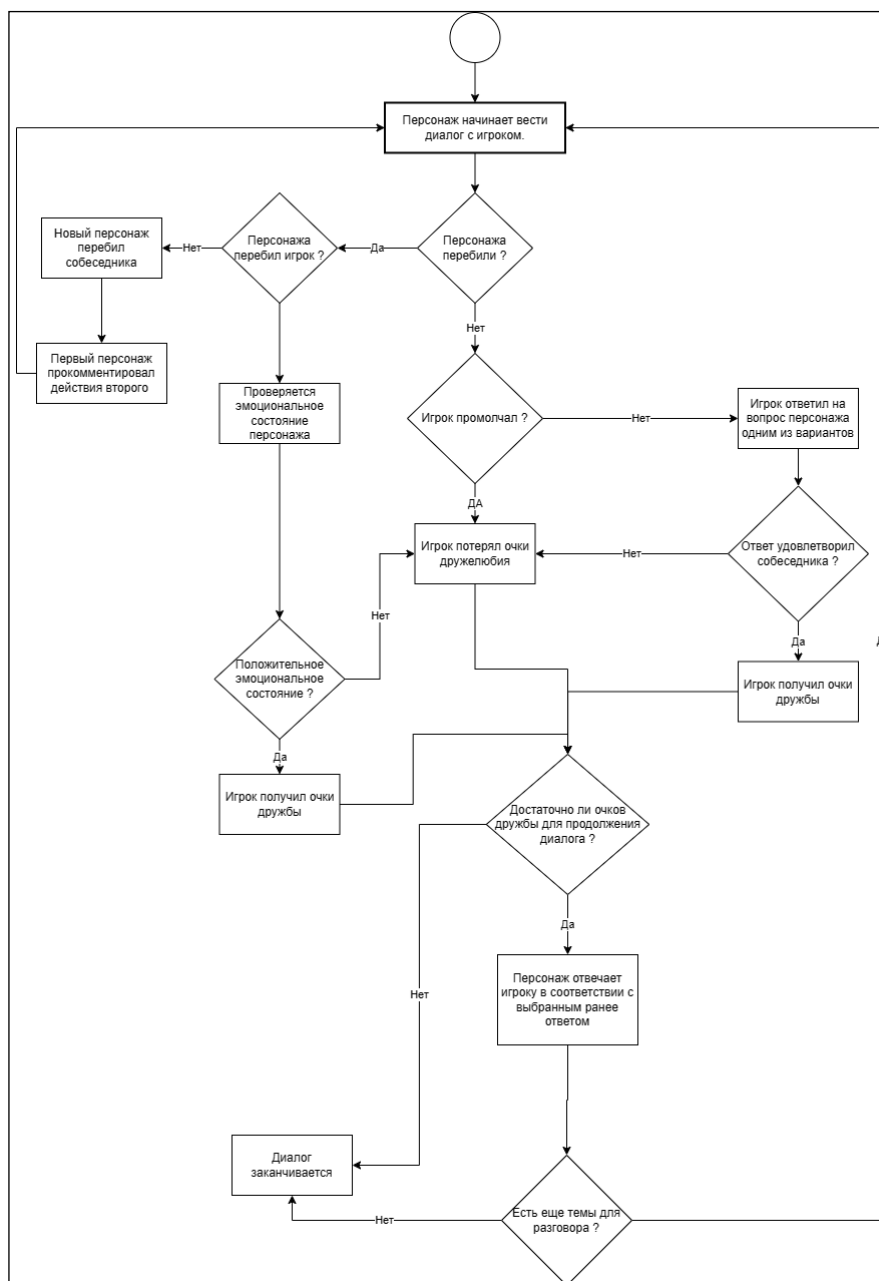 Персонаж начинает вести
диалог с игроком.
Новый персонаж
перебил
собеседника
Нет
Персонажа
перебил игрок ?
Да
Персонажа
перебили ?
Нет
Первый персонаж
прокомментировал
действия второго
Проверяется
эмоциональное
состояние
персонажа
Игрок промолчал ?
Нет
Игрок ответил на
вопрос персонажа
одним из вариантов
ДА
Игрок потерял очки
дружелюбия
Нет
Ответ удовлетворил
собеседника ?
Нет
Да
Положительное
эмоциональное
состояние ?
Игрок получил очки
дружбы
Да
Игрок получил очки
дружбы
Достаточно ли очков
дружбы для продолжения
диалога ?
Да
Нет
Персонаж отвечает
игроку в соответствии с
выбранным ранее
ответом
Диалог
заканчивается
Нет
Есть еще темы для
разговора ?